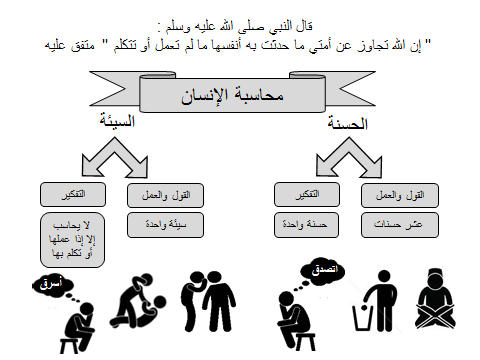 قال النبي صلى الله عليه وسلم :
" إن الله تجاوز عن أمتي ما حدثت به أنفسها ما لم تعمل أو تتكلم " متفق عليه
محاسبة الإنسان
الحسنة
السيئة
القول والعمل
التفكير
القول والعمل
التفكير
عشر حسنات
حسنة واحدة
سيئة واحدة
لا يحاسب
إلا إذا عملها
أو تكلم بها
اتصدق
أسرق